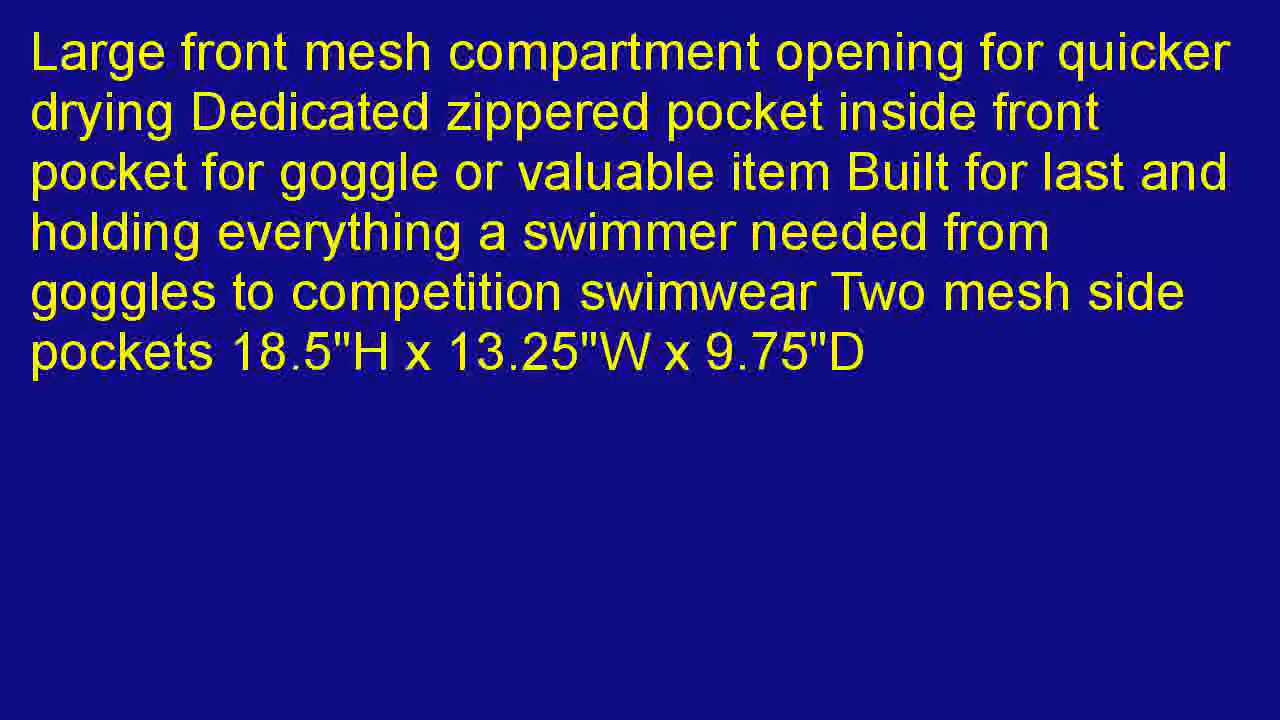 Large front mesh compartment opening for quicker
drying Dedicated zippered pocket inside front
pocket for goggle or valuable item Built for last and
holding everything a swimmer needed from
goggles to competition swimwear Two mesh side
pockets 18.5"H x 13.25"W x 9.75"D